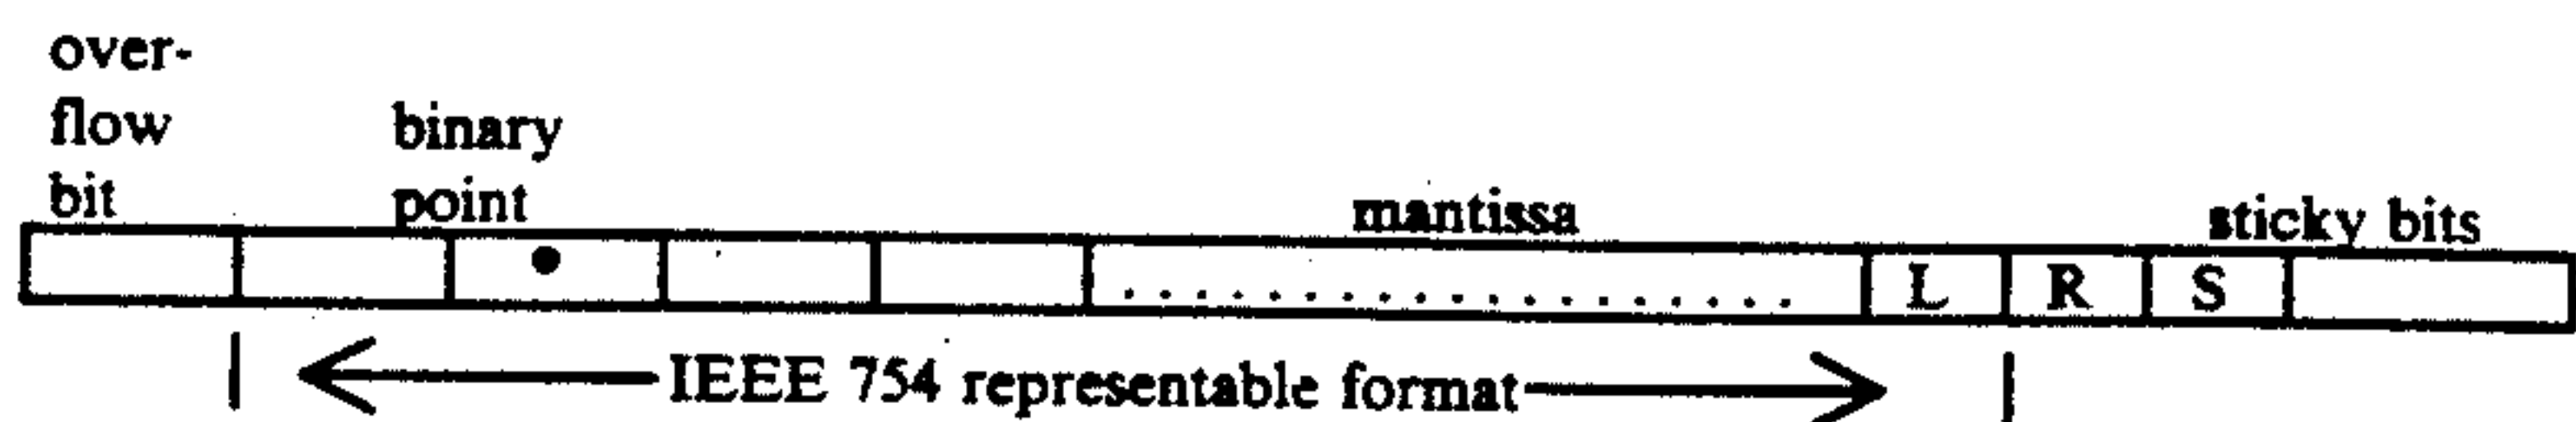 over-
flow
bit
binary
point
mantissa
sticky bits
L R S
IEEE 754 representable format